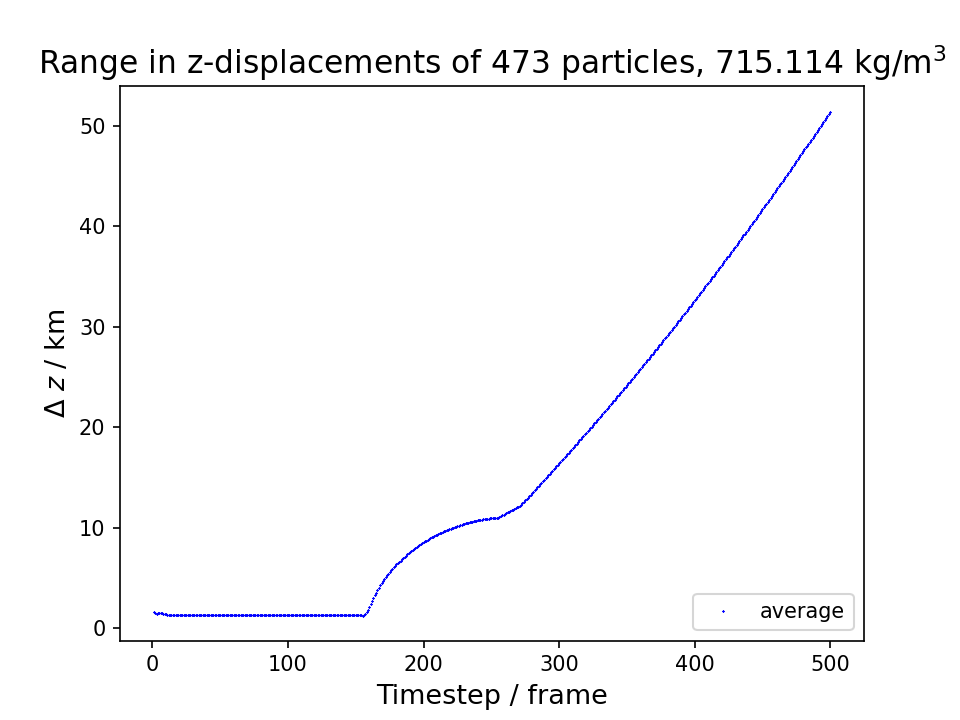 Range in z-displacements of 473 particles, 715.114 kg/m³
50
40
30
20
10
0
Δ z / km
0 100 200 300 400 500
Timestep / frame
average